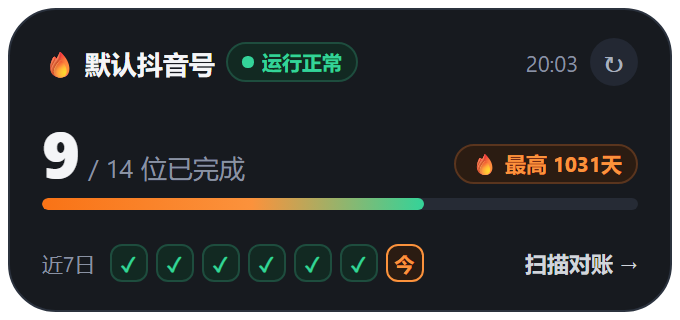 默认抖音号 运行正常 20:03
9 / 14 位已完成 最高 1031天
近7日 ✓ ✓ ✓ ✓ ✓ ✓ 今 扫描对账 →